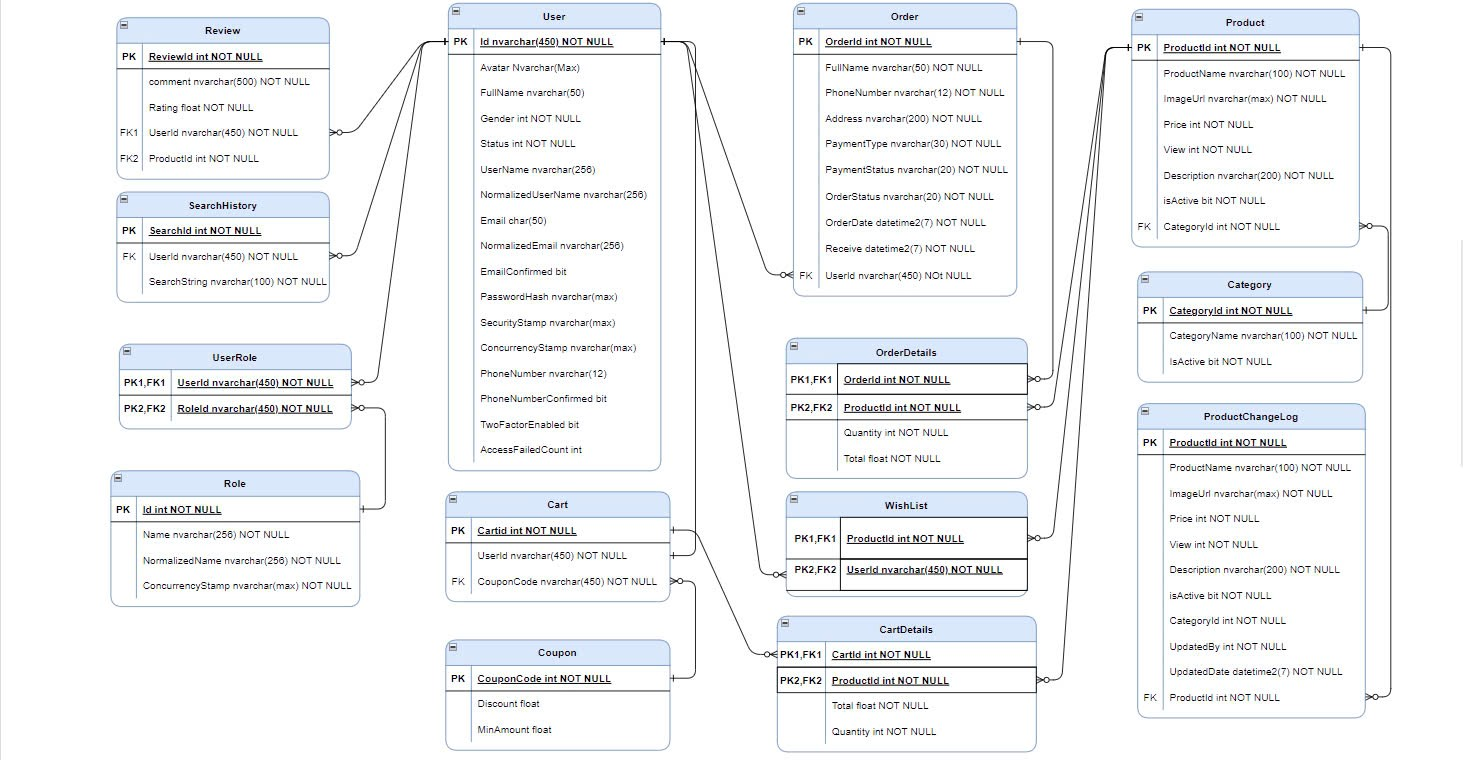 Review
PK ReviewId int NOT NULL
comment nvarchar(500) NOT NULL
Rating float NOT NULL
FK1 UserId nvarchar(450) NOT NULL
FK2 ProductId int NOT NULL
SearchHistory
PK SearchId int NOT NULL
FK UserId nvarchar(450) NOT NULL
SearchString nvarchar(100) NOT NULL
UserRole
PK1,FK1 UserId nvarchar(450) NOT NULL
PK2,FK2 RoleId nvarchar(450) NOT NULL
Role
PK Id int NOT NULL
Name nvarchar(256) NOT NULL
NormalizedName nvarchar(256) NOT NULL
ConcurrencyStamp nvarchar(max) NOT NULL
User
PK Id nvarchar(450) NOT NULL
Avatar Nvarchar(Max)
FullName nvarchar(50)
Gender int NOT NULL
Status int NOT NULL
UserName nvarchar(256)
NormalizedUserName nvarchar(256)
Email char(50)
NormalizedEmail nvarchar(256)
EmailConfirmed bit
PasswordHash nvarchar(max)
SecurityStamp nvarchar(max)
ConcurrencyStamp nvarchar(max)
PhoneNumber nvarchar(12)
PhoneNumberConfirmed bit
TwoFactorEnabled bit
AccessFailedCount int
Cart
PK Cartid int NOT NULL
UserId nvarchar(450) NOT NULL
FK CouponCode nvarchar(450) NOT NULL
Coupon
PK CouponCode int NOT NULL
Discount float
MinAmount float
Order
PK OrderId int NOT NULL
FullName nvarchar(50) NOT NULL
PhoneNumber nvarchar(12) NOT NULL
Address nvarchar(200) NOT NULL
PaymentType nvarchar(30) NOT NULL
PaymentStatus nvarchar(20) NOT NULL
OrderStatus nvarchar(20) NOT NULL
OrderDate datetime2(7) NOT NULL
Receive datetime2(7) NOT NULL
FK UserId nvarchar(450) NOt NULL
OrderDetails
PK1,FK1 OrderId int NOT NULL
PK2,FK2 ProductId int NOT NULL
Quantity int NOT NULL
Total float NOT NULL
WishList
PK1,FK1 ProductId int NOT NULL
PK2,FK2 UserId nvarchar(450) NOT NULL
CartDetails
PK1,FK1 CartId int NOT NULL
PK2,FK2 ProductId int NOT NULL
Total float NOT NULL
Quantity int NOT NULL
Product
PK ProductId int NOT NULL
ProductName nvarchar(100) NOT NULL
ImageUrl nvarchar(max) NOT NULL
Price int NOT NULL
View int NOT NULL
Description nvarchar(200) NOT NULL
isActive bit NOT NULL
FK CategoryId int NOT NULL
Category
PK CategoryId int NOT NULL
CategoryName nvarchar(100) NOT NULL
IsActive bit NOT NULL
ProductChangeLog
PK ProductId int NOT NULL
ProductName nvarchar(100) NOT NULL
ImageUrl nvarchar(max) NOT NULL
Price int NOT NULL
View int NOT NULL
Description nvarchar(200) NOT NULL
isActive bit NOT NULL
CategoryId int NOT NULL
UpdatedBy int NOT NULL
UpdatedDate datetime2(7) NOT NULL
FK ProductId int NOT NULL